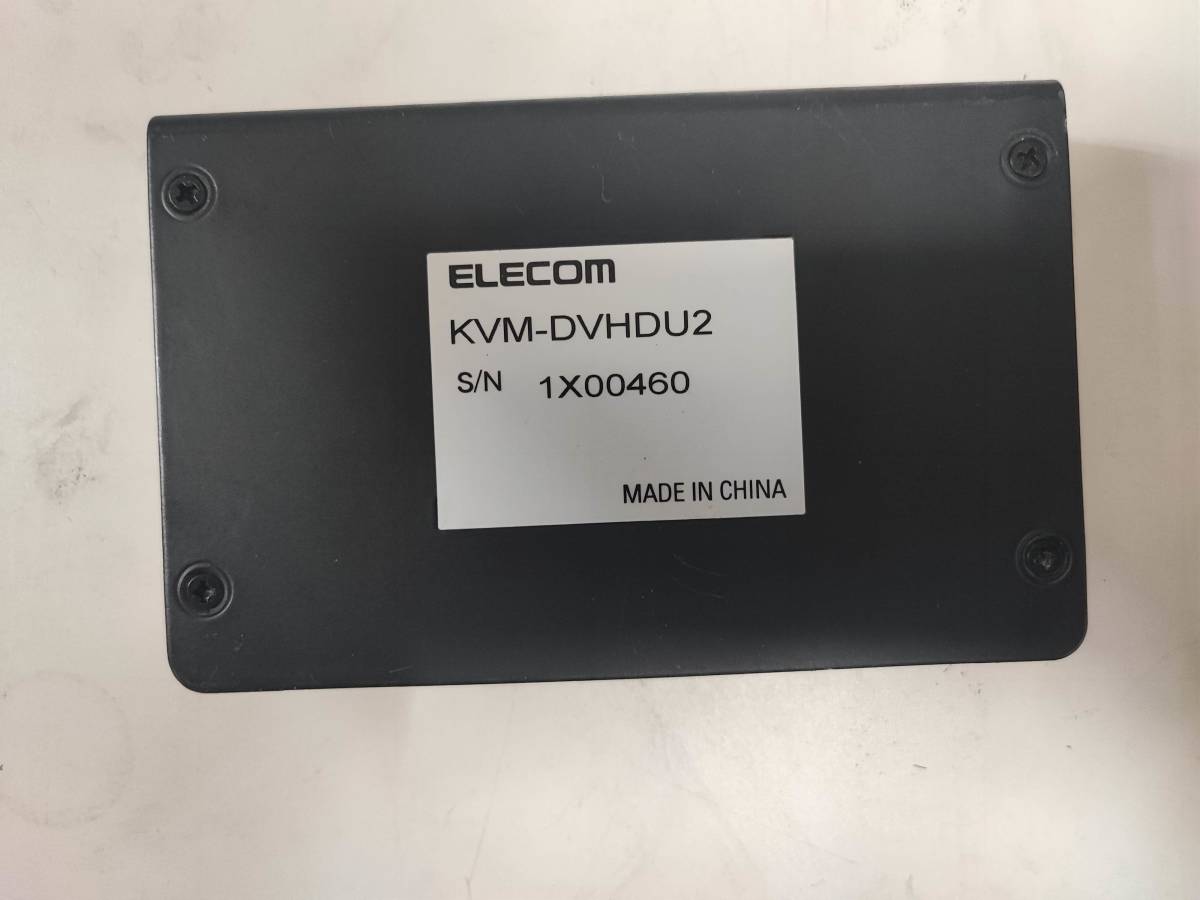 ELECOM
KVM-DVHDU2
S/N 1X00460
MADE IN CHINA